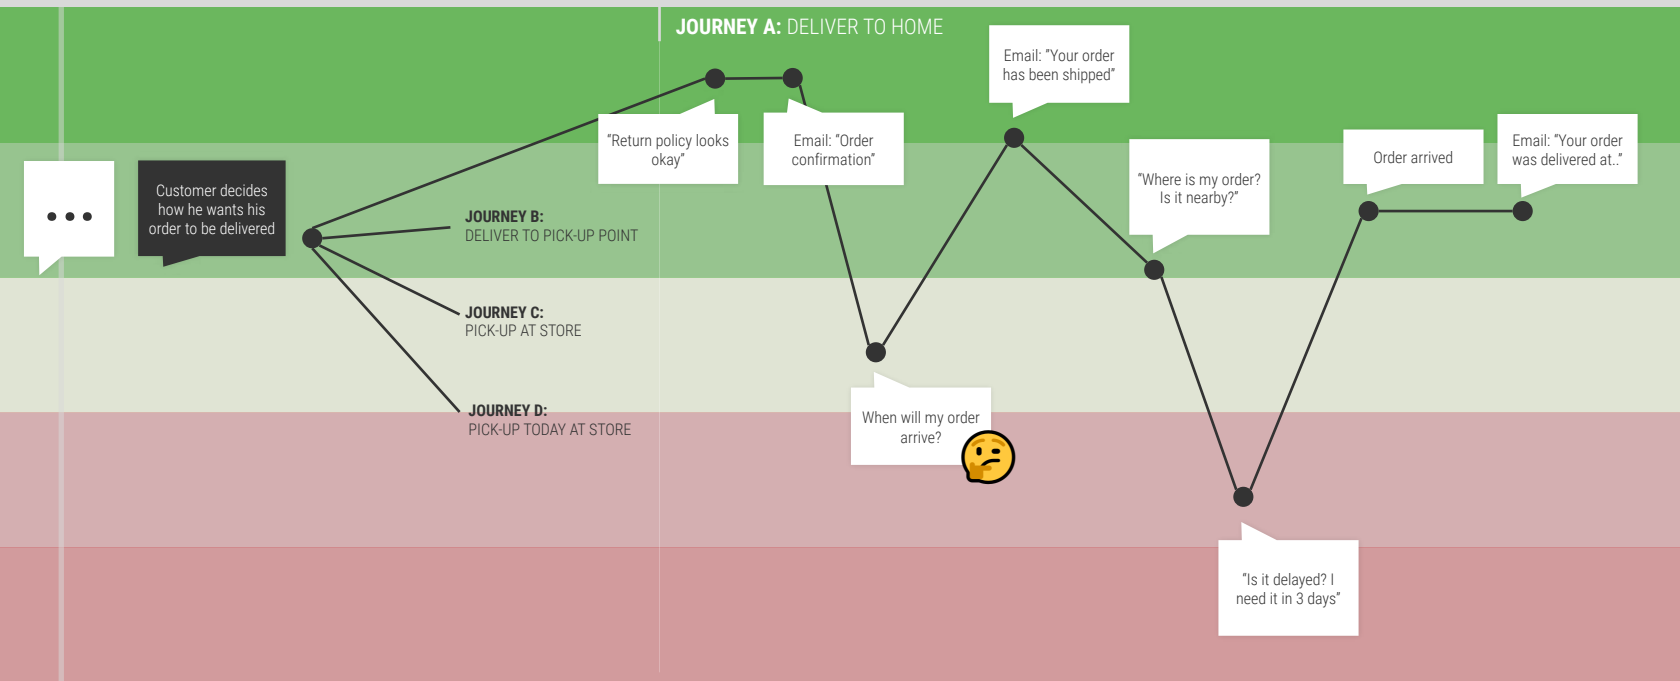 JOURNEY A: DELIVER TO HOME
Customer decides
how he wants his
order to be delivered
JOURNEY B:
DELIVER TO PICK-UP POINT
JOURNEY C:
PICK-UP AT STORE
JOURNEY D:
PICK-UP TODAY AT STORE
"Return policy looks
okay"
Email: "Order
confirmation"
When will my order
arrive?
Email: "Your order
has been shipped"
"Where is my order?
Is it nearby?"
"Is it delayed? I
need it in 3 days"
Order arrived
Email: "Your order
was delivered at.."